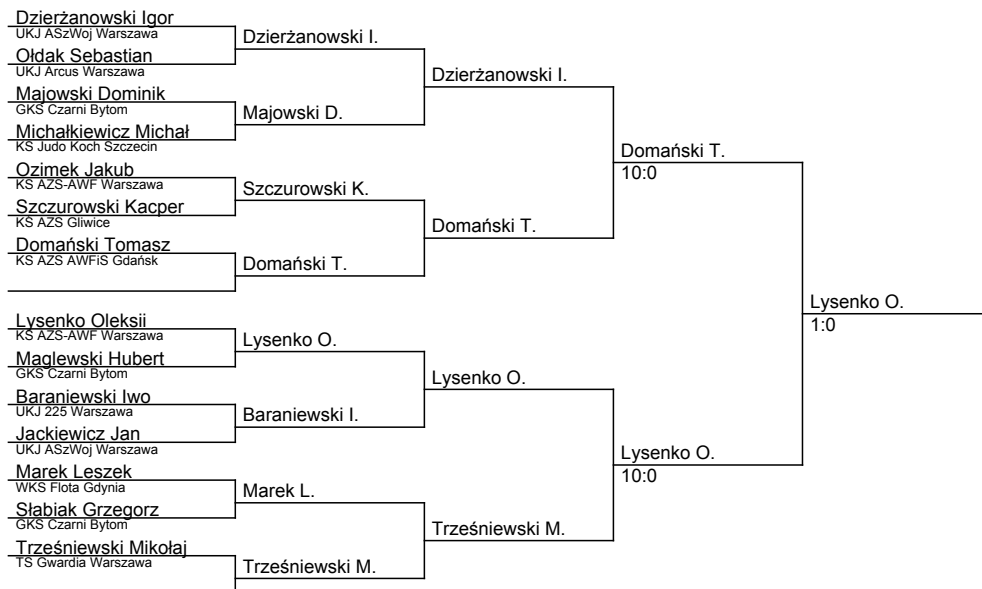 Dzierżanowski Igor
UKJ ASzWoj Warszawa
Ołdak Sebastian
UKJ Arcus Warszawa
Majowski Dominik
GKS Czarni Bytom
Michałkiewicz Michał
KS Judo Koch Szczecin
Ozimek Jakub
KS AZS-AWF Warszawa
Szczurowski Kacper
KS AZS Gliwice
Domański Tomasz
KS AZS AWFiS Gdańsk
Lysenko Oleksii
KS AZS-AWF Warszawa
Maglewski Hubert
GKS Czarni Bytom
Baraniewski Iwo
UKJ 225 Warszawa
Jackiewicz Jan
UKJ ASzWoj Warszawa
Marek Leszek
WKS Flota Gdynia
Słabiak Grzegorz
GKS Czarni Bytom
Trześniewski Mikołaj
TS Gwardia Warszawa
Dzierżanowski I.
Majowski D.
Szczurowski K.
Domański T.
Lysenko O.
Baraniewski I.
Marek L.
Trześniewski M.
Dzierżanowski I.
Domański T.
Lysenko O.
Trześniewski M.
Domański T.
10:0
Lysenko O.
10:0
Lysenko O.
1:0